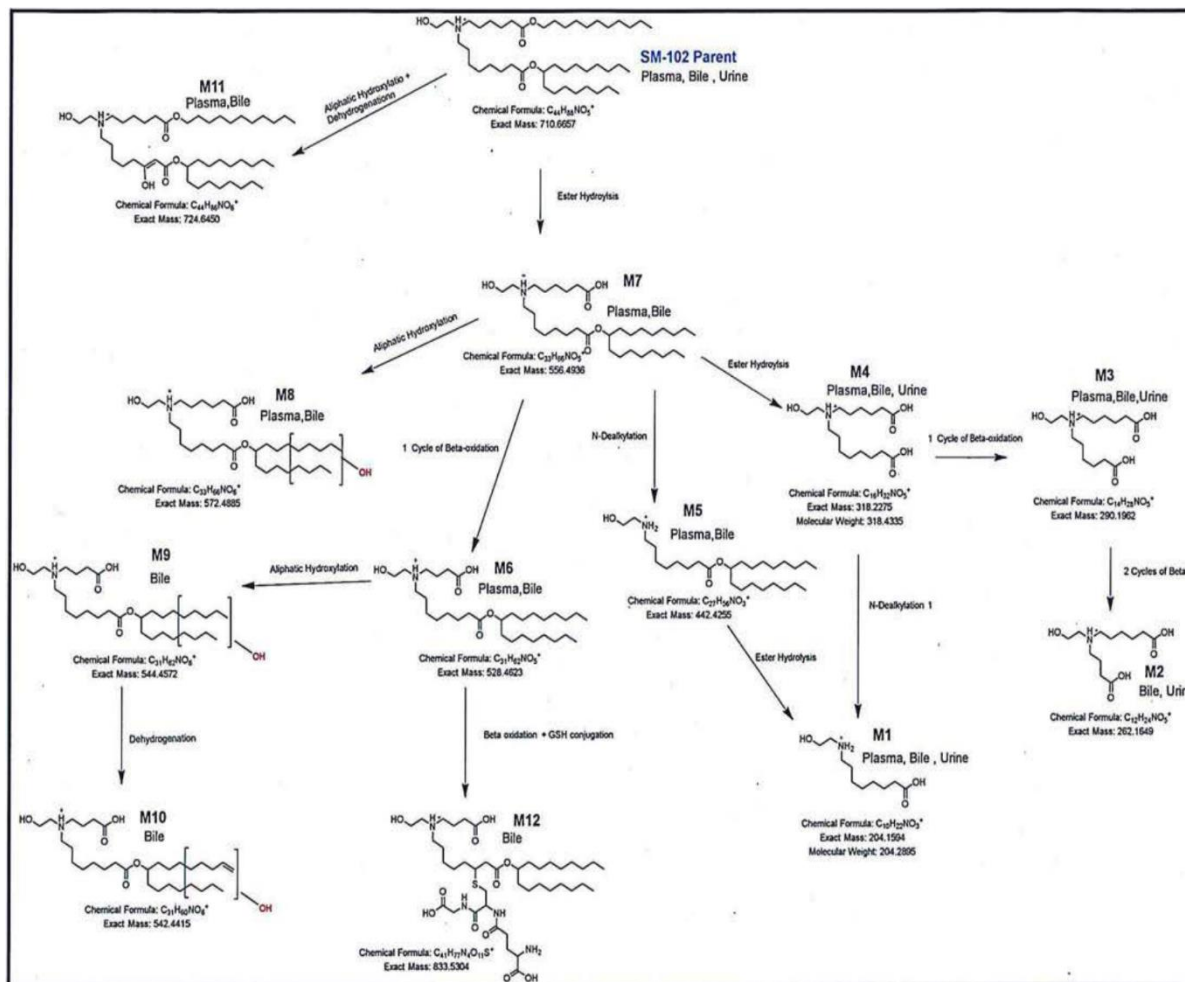 SM-102 Parent
Plasma, Bile , Urine
Chemical Formula: C₄₄H₈₈NO₅⁺
Exact Mass: 710.6657
M11
Plasma,Bile
Aliphatic Hydroxylatio +
Dehydrogenationn
Chemical Formula: C₄₄H₈₆NO₆⁺
Exact Mass: 724.6450
Ester Hydroylsis
M7
Plasma,Bile
Chemical Formula: C₃₃H₆₆NO₅⁺
Exact Mass: 556.4936
Aliphatic Hydroxylation
Ester Hydroylsis
M8
Plasma,Bile
Chemical Formula: C₃₃H₆₆NO₆⁺
Exact Mass: 572.4885
1 Cycle of Beta-oxidation
N-Dealkylation
M4
Plasma,Bile, Urine
Chemical Formula: C₁₆H₃₂NO₅⁺
Exact Mass: 318.2275
Molecular Weight: 318.4335
1 Cycle of Beta-oxidation
M3
Plasma,Bile,Urine
Chemical Formula: C₁₄H₂₈NO₅⁺
Exact Mass: 290.1962
M9
Bile
Chemical Formula: C₃₁H₆₂NO₆⁺
Exact Mass: 544.4572
Aliphatic Hydroxylation
M6
Plasma,Bile
Chemical Formula: C₃₁H₆₂NO₅⁺
Exact Mass: 528.4623
M5
Plasma,Bile
Chemical Formula: C₂₇H₅₆NO₃⁺
Exact Mass: 442.4255
N-Dealkylation 1
2 Cycles of Beta
M2
Bile, Urin
Chemical Formula: C₁₂H₂₄NO₅⁺
Exact Mass: 262.1649
Ester Hydrolysis
M1
Plasma, Bile , Urine
Chemical Formula: C₁₀H₂₂NO₃⁺
Exact Mass: 204.1594
Molecular Weight: 204.2895
Dehydrogenation
Beta oxidation + GSH conjugation
M10
Bile
Chemical Formula: C₃₁H₆₀NO₆⁺
Exact Mass: 542.4415
M12
Bile
Chemical Formula: C₄₁H₇₇N₄O₁₁S⁺
Exact Mass: 833.5304